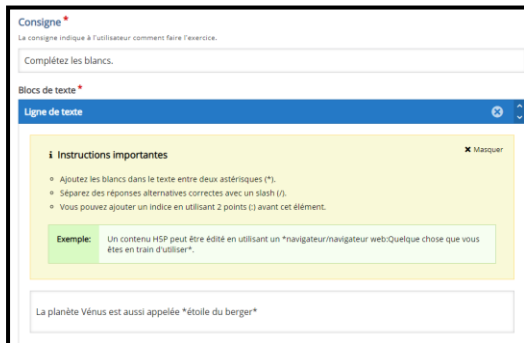 Consigne *
La consigne indique à l'utilisateur comment faire l'exercice.
Complétez les blancs.
Blocs de texte *
Ligne de texte
Instructions importantes
Masquer
Ajoutez les blancs dans le texte entre deux astérisques (*).
Séparez des réponses alternatives correctes avec un slash (/).
Vous pouvez ajouter un indice en utilisant 2 points (:) avant cet élément.
Exemple:
Un contenu H5P peut être édité en utilisant un *navigateur/navigateur web:Quelque chose que vous
êtes en train d'utiliser*.
La planète Vénus est aussi appelée *étoile du berger*